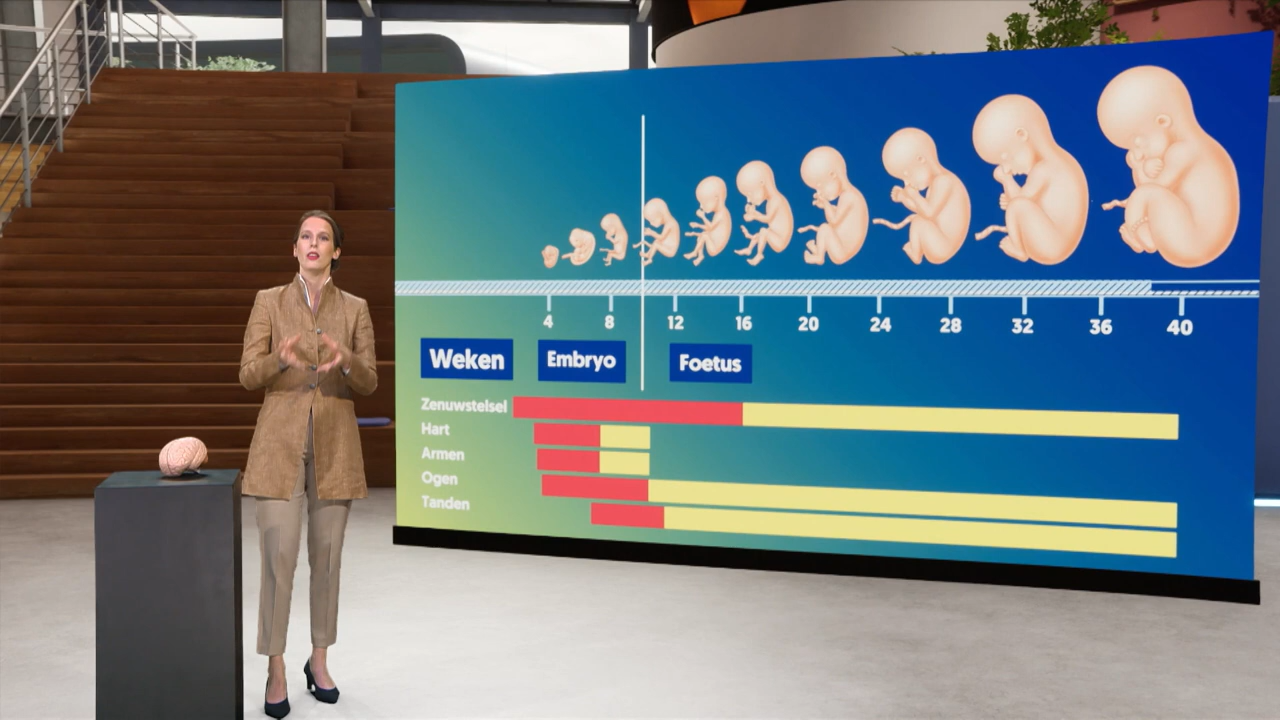 4 8 12 16 20 24 28 32 36 40
Weken Embryo Foetus
Zenuwstelsel
Hart
Armen
Ogen
Tanden